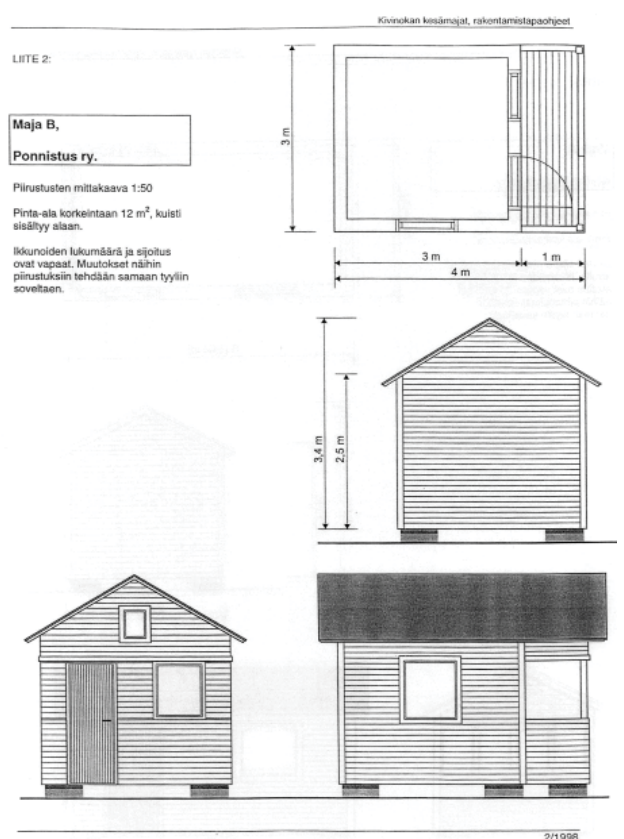 Kivinokan kesämajat, rakentamistapaohjeet
LIITE 2:
Maja B,
Ponnistus ry.
Piirustusten mittakaava 1:50
Pinta-ala korkeintaan 12 m², kuisti
sisältyy alaan.
Ikkunoiden lukumäärä ja sijoitus
ovat vapaat. Muutokset näihin
piirustuksiin tehdään samaan tyyliin
soveltaen.
3 m
3 m
1 m
4 m
3,4 m
2,5 m
2/1998